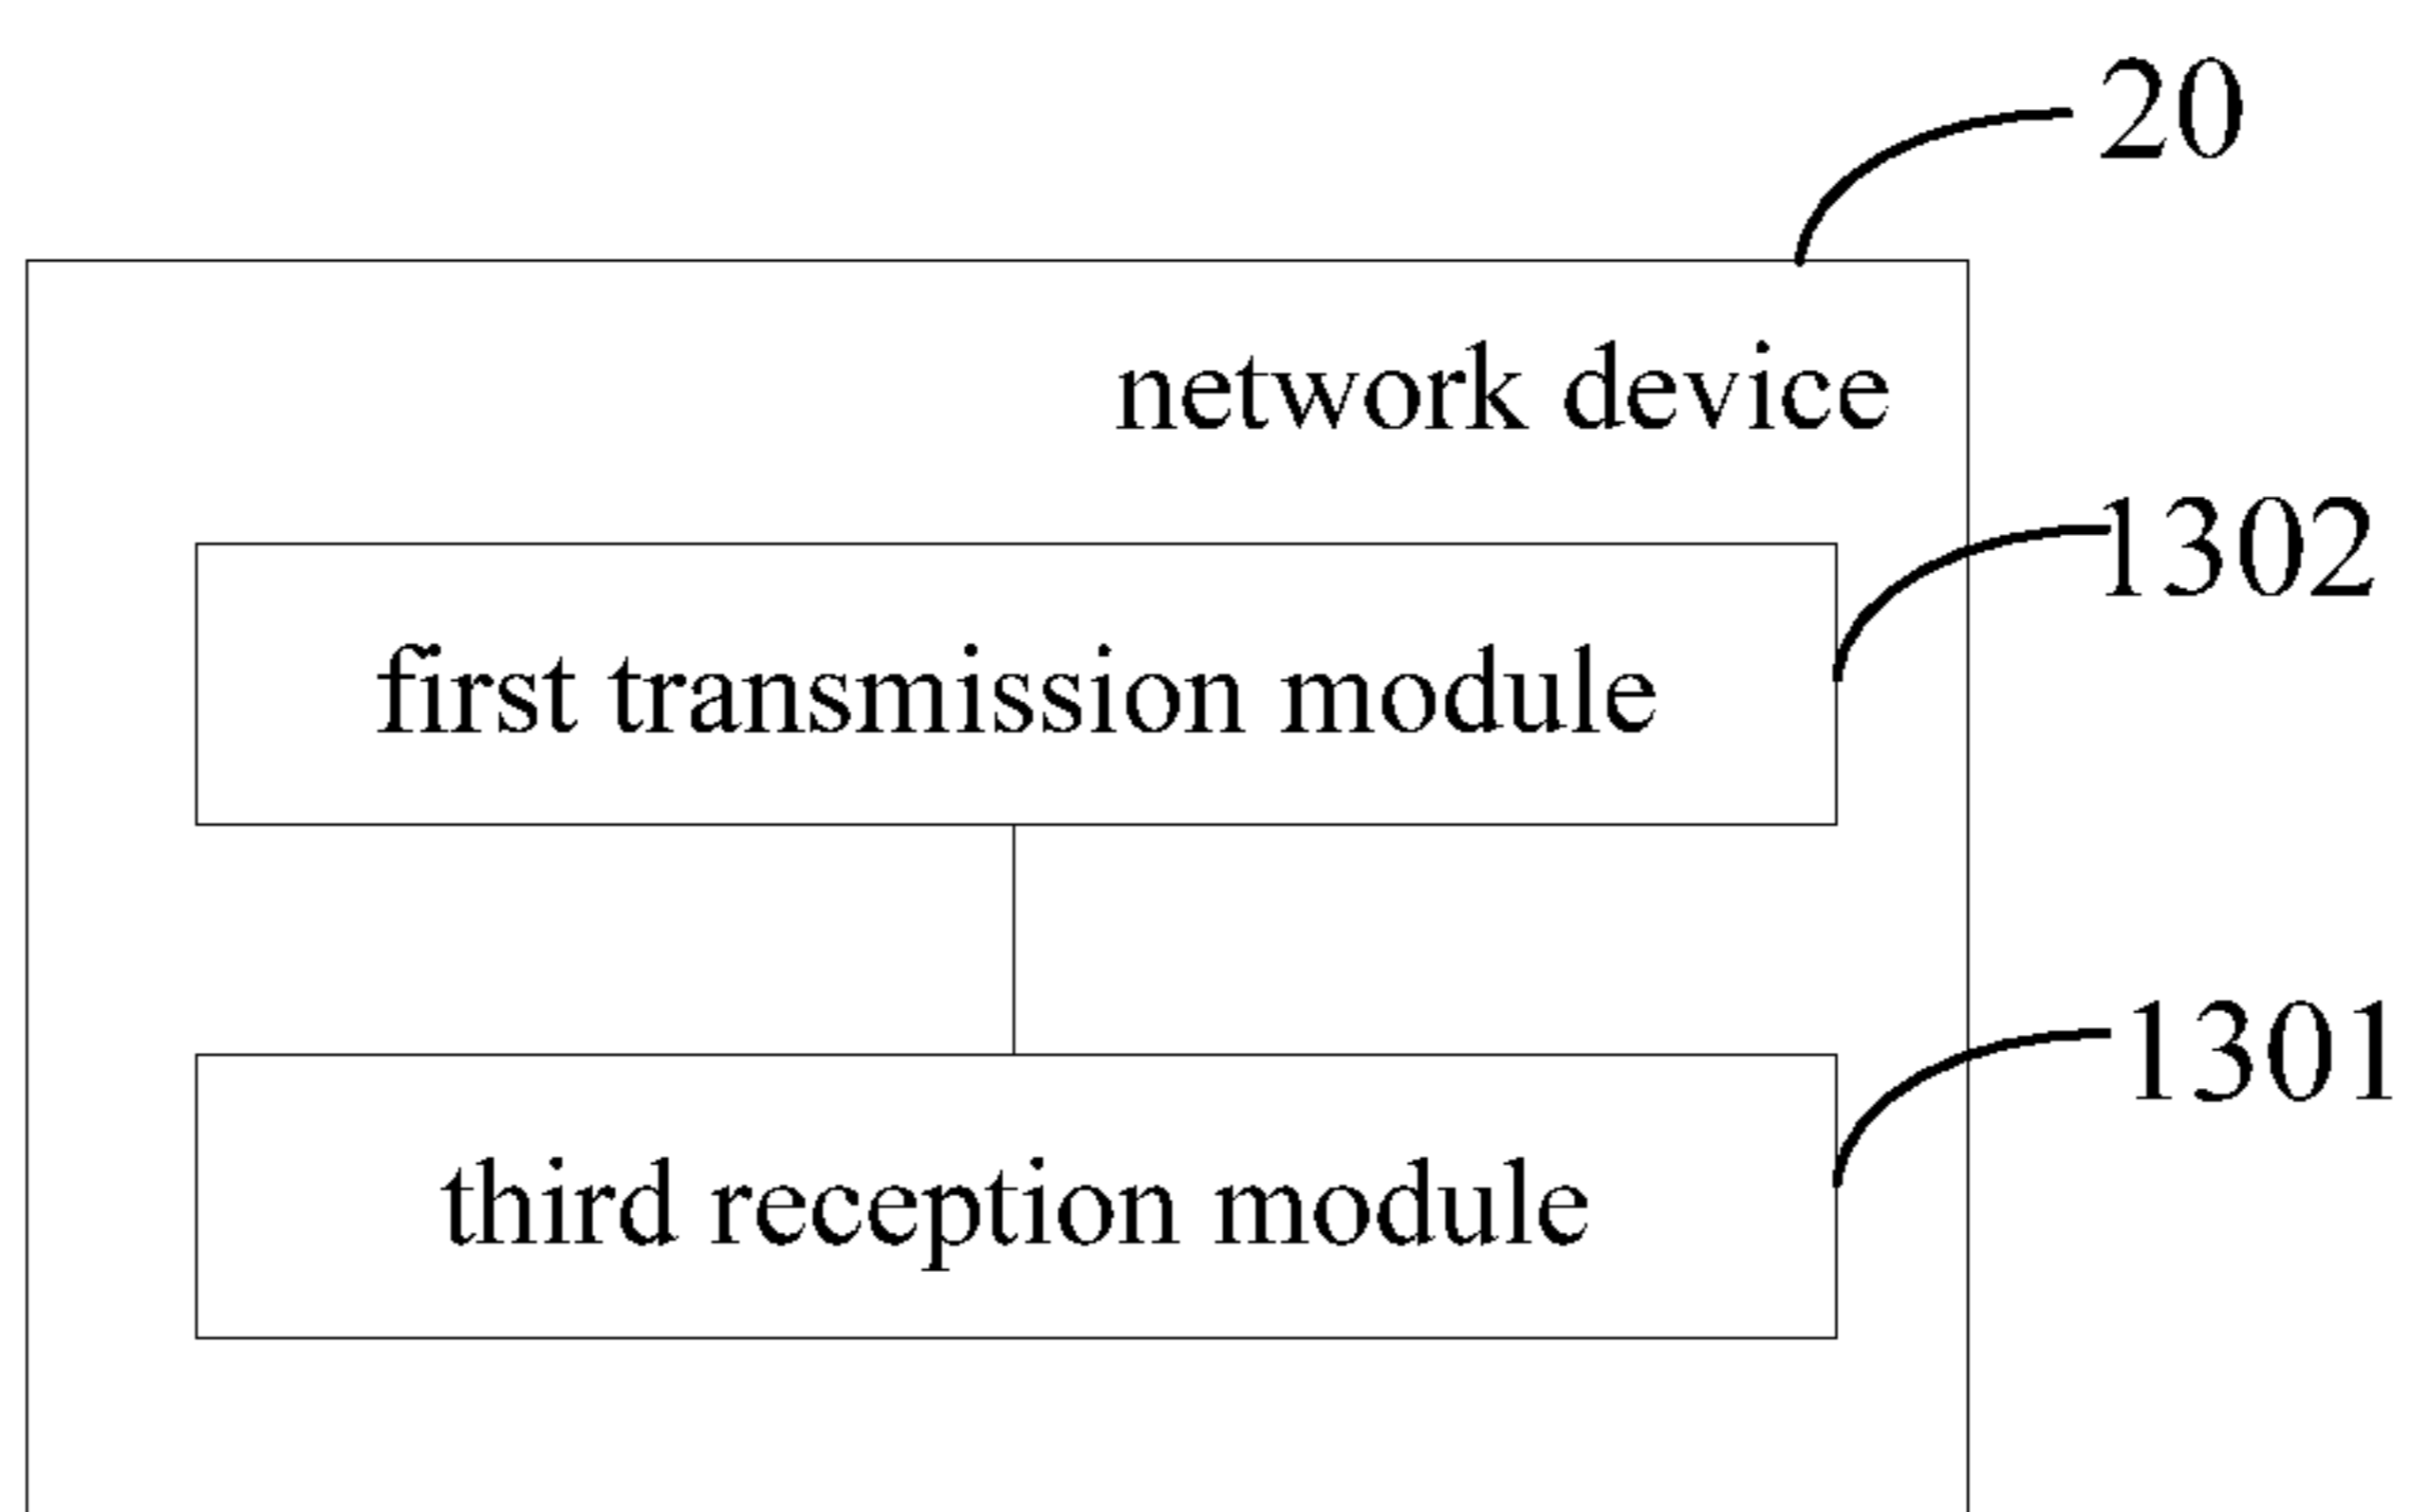 20
network device
1302
first transmission module
1301
third reception module